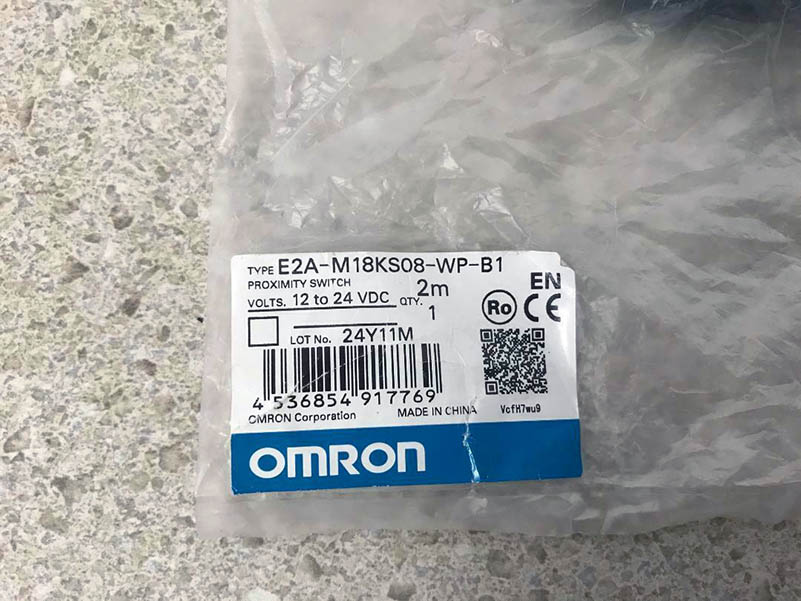 TYPE E2A-M18KS08-WP-B1
PROXIMITY SWITCH 2m
VOLTS. 12 to 24 VDC QTY. 1
EN
Ro CE
LOT No. 24Y11M
4 536854 917769
OMRON Corporation MADE IN CHINA VcfH7wu9
OMRON